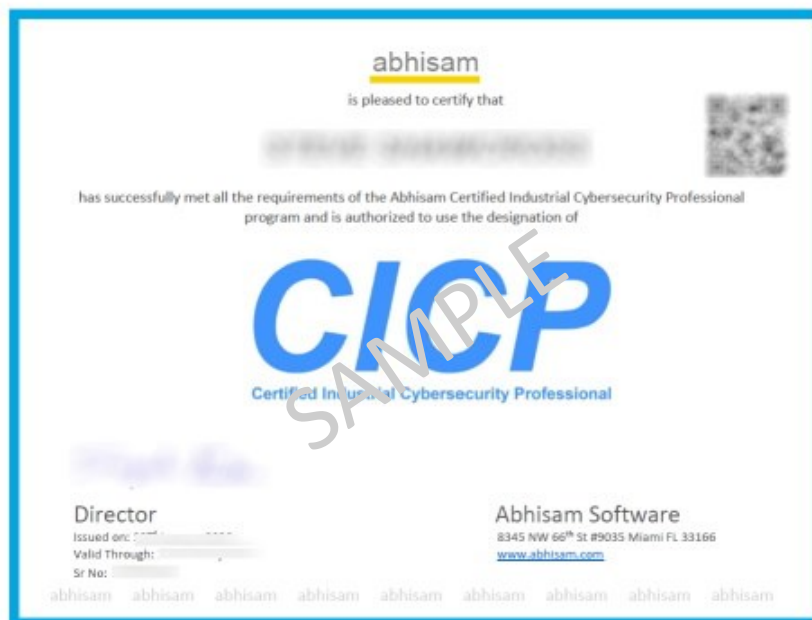 abhisam
is pleased to certify that
has successfully met all the requirements of the Abhisam Certified Industrial Cybersecurity Professional
program and is authorized to use the designation of
CICP
SAMPLE
Certified Industrial Cybersecurity Professional
Director
Issued on:
Valid Through:
Sr No:
Abhisam Software
8345 NW 66th St #9035 Miami FL 33166
www.abhisam.com
abhisam abhisam abhisam abhisam abhisam abhisam abhisam abhisam abhisam